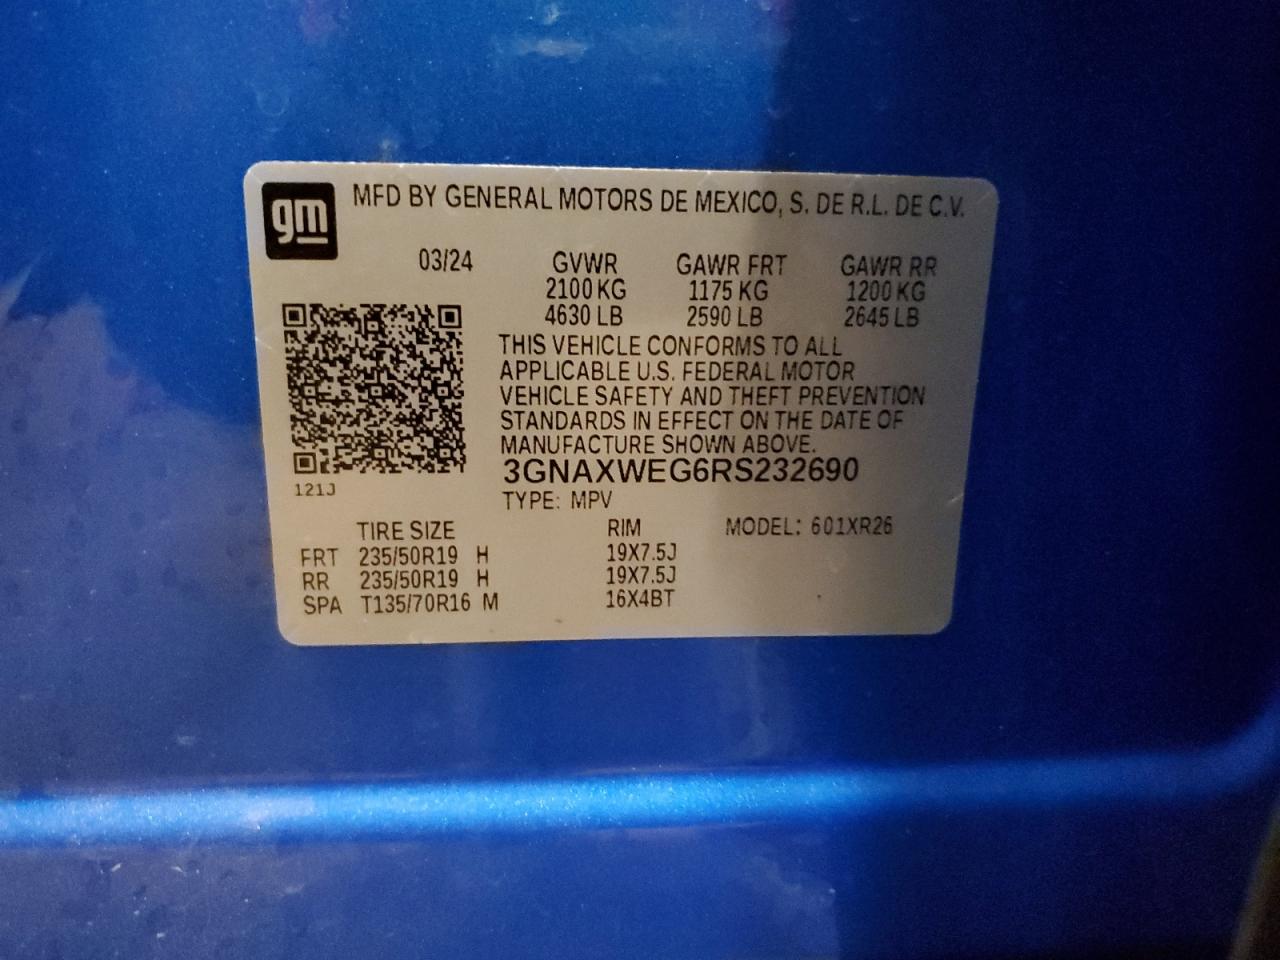 gm
MFD BY GENERAL MOTORS DE MEXICO, S. DE R.L. DE C.V.
03/24 GVWR GAWR FRT GAWR RR
2100 KG 1175 KG 1200 KG
4630 LB 2590 LB 2645 LB
THIS VEHICLE CONFORMS TO ALL
APPLICABLE U.S. FEDERAL MOTOR
VEHICLE SAFETY AND THEFT PREVENTION
STANDARDS IN EFFECT ON THE DATE OF
MANUFACTURE SHOWN ABOVE.
3GNAXWEG6RS232690
121J
TYPE: MPV
TIRE SIZE RIM MODEL: 601XR26
FRT 235/50R19 H 19X7.5J
RR 235/50R19 H 19X7.5J
SPA T135/70R16 M 16X4BT